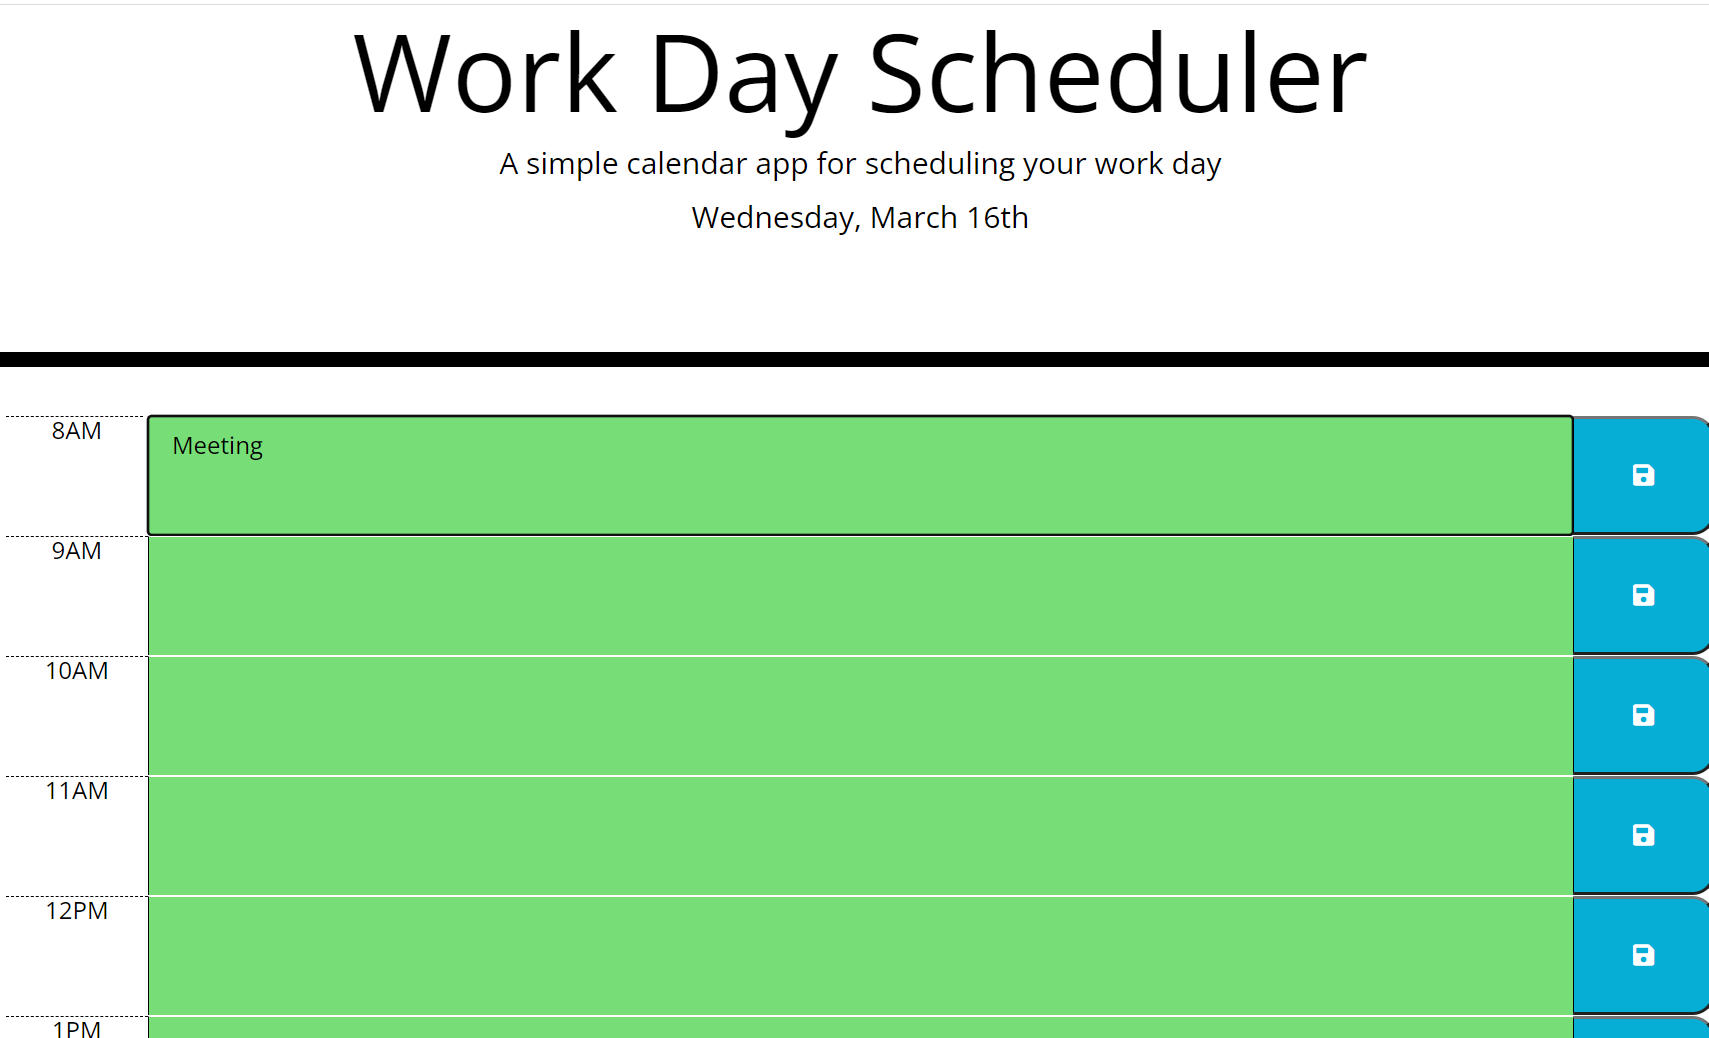 Work Day Scheduler
A simple calendar app for scheduling your work day
Wednesday, March 16th
8AM
Meeting
9AM
10AM
11AM
12PM
1PM